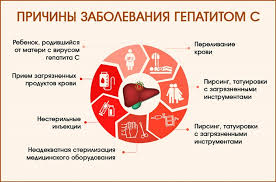 ПРИЧИНЫ ЗАБОЛЕВАНИЯ ГЕПАТИТОМ С
Ребенок, родившийся
от матери с вирусом
гепатита С
Прием загрязненных
продуктов крови
Нестерильные
инъекции
Неадекватная стерилизация
медицинского оборудования
Переливание
крови
Пирсинг, татуировки
с загрязненными
инструментами
Пирсинг, татуировки
с загрязненными
инструментами